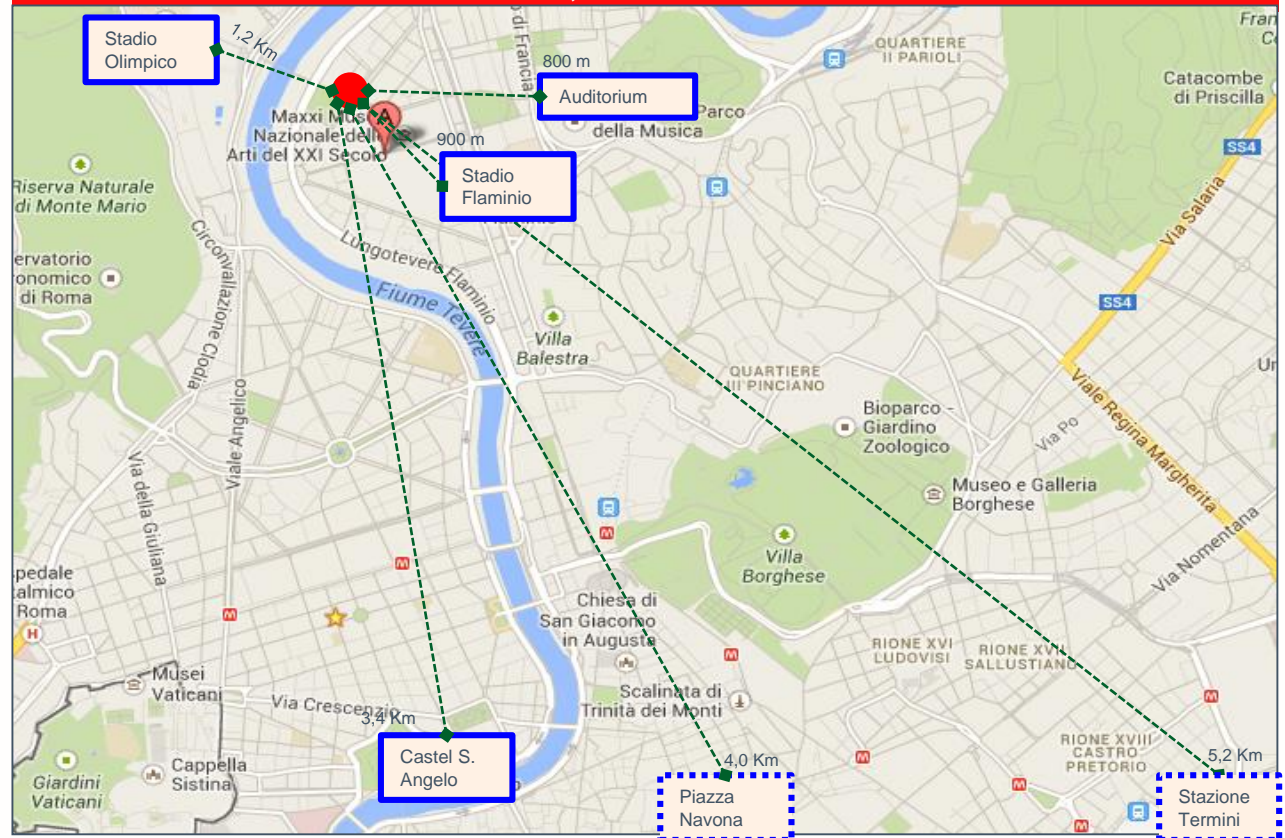 Stadio
Olimpico
1,2 Km
800 m
Auditorium
Parco
della Musica
QUARTIERE
II PARIOLI
Catacombe
di Priscilla
SS4
Via Salaria
SS4
Maxxi
Nazionale
Arti del XXI Secolo
A
900 m
Stadio
Flaminio
Riserva Naturale
di Monte Mario
di Roma
Circonvallazione Clodia
Lungotevere Flaminio
Fiume Tevere
Villa
Balestra
QUARTIERE
III PINCIANO
Viale Regina Margherita
Bioparco -
Giardino
Zoologico
Via Po
Museo e Galleria
Borghese
Via Nomentana
Viale Angelico
Via della Giuliana
M
Villa
Borghese
M
Roma
H
M
Chiesa di
San Giacomo
in Augusta
M
RIONE XVI
LUDOVISI
SALLUSTIANO
Musei
Vaticani
Via Crescenzio
Scalinata di
Trinità dei Monti
M
3,4 Km
Castel S.
Angelo
Giardini
Vaticani
Cappella
Sistina
4,0 Km
Piazza
Navona
RIONE XVIII
CASTRO
PRETORIO
M
5,2 Km
Stazione
Termini